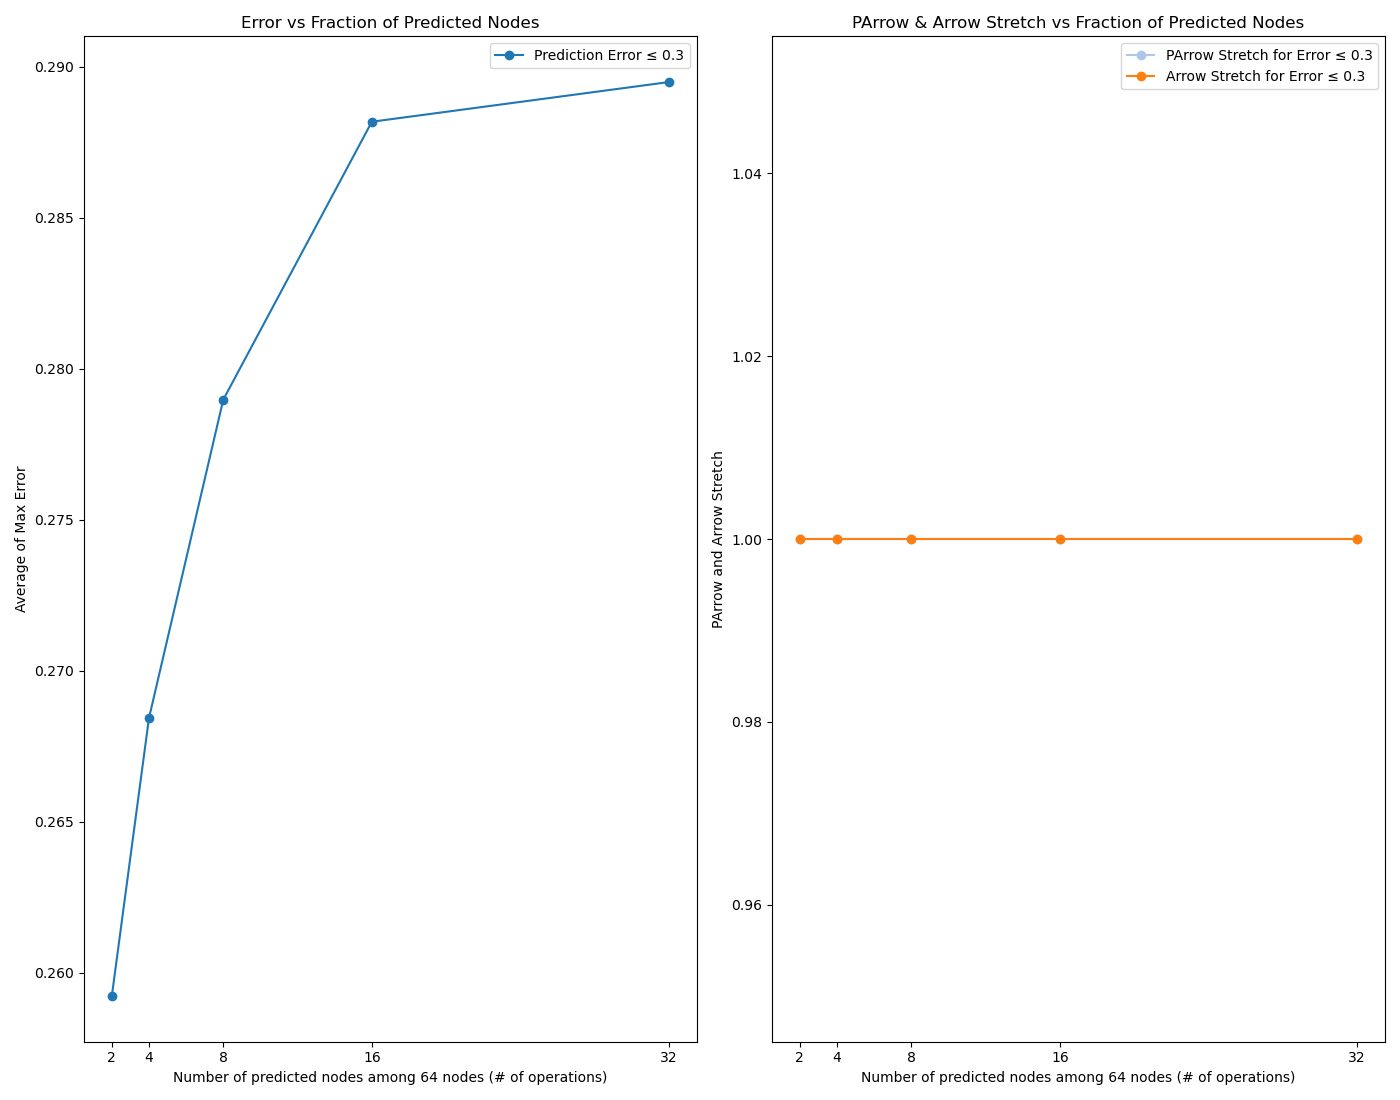 Error vs Fraction of Predicted Nodes
Prediction Error ≤ 0.3
0.290
0.285
0.280
0.275
0.270
0.265
0.260
Average of Max Error
2 4 8 16 32
Number of predicted nodes among 64 nodes (# of operations)
PArrow & Arrow Stretch vs Fraction of Predicted Nodes
PArrow Stretch for Error ≤ 0.3
Arrow Stretch for Error ≤ 0.3
1.04
1.02
1.00
0.98
0.96
PArrow and Arrow Stretch
2 4 8 16 32
Number of predicted nodes among 64 nodes (# of operations)